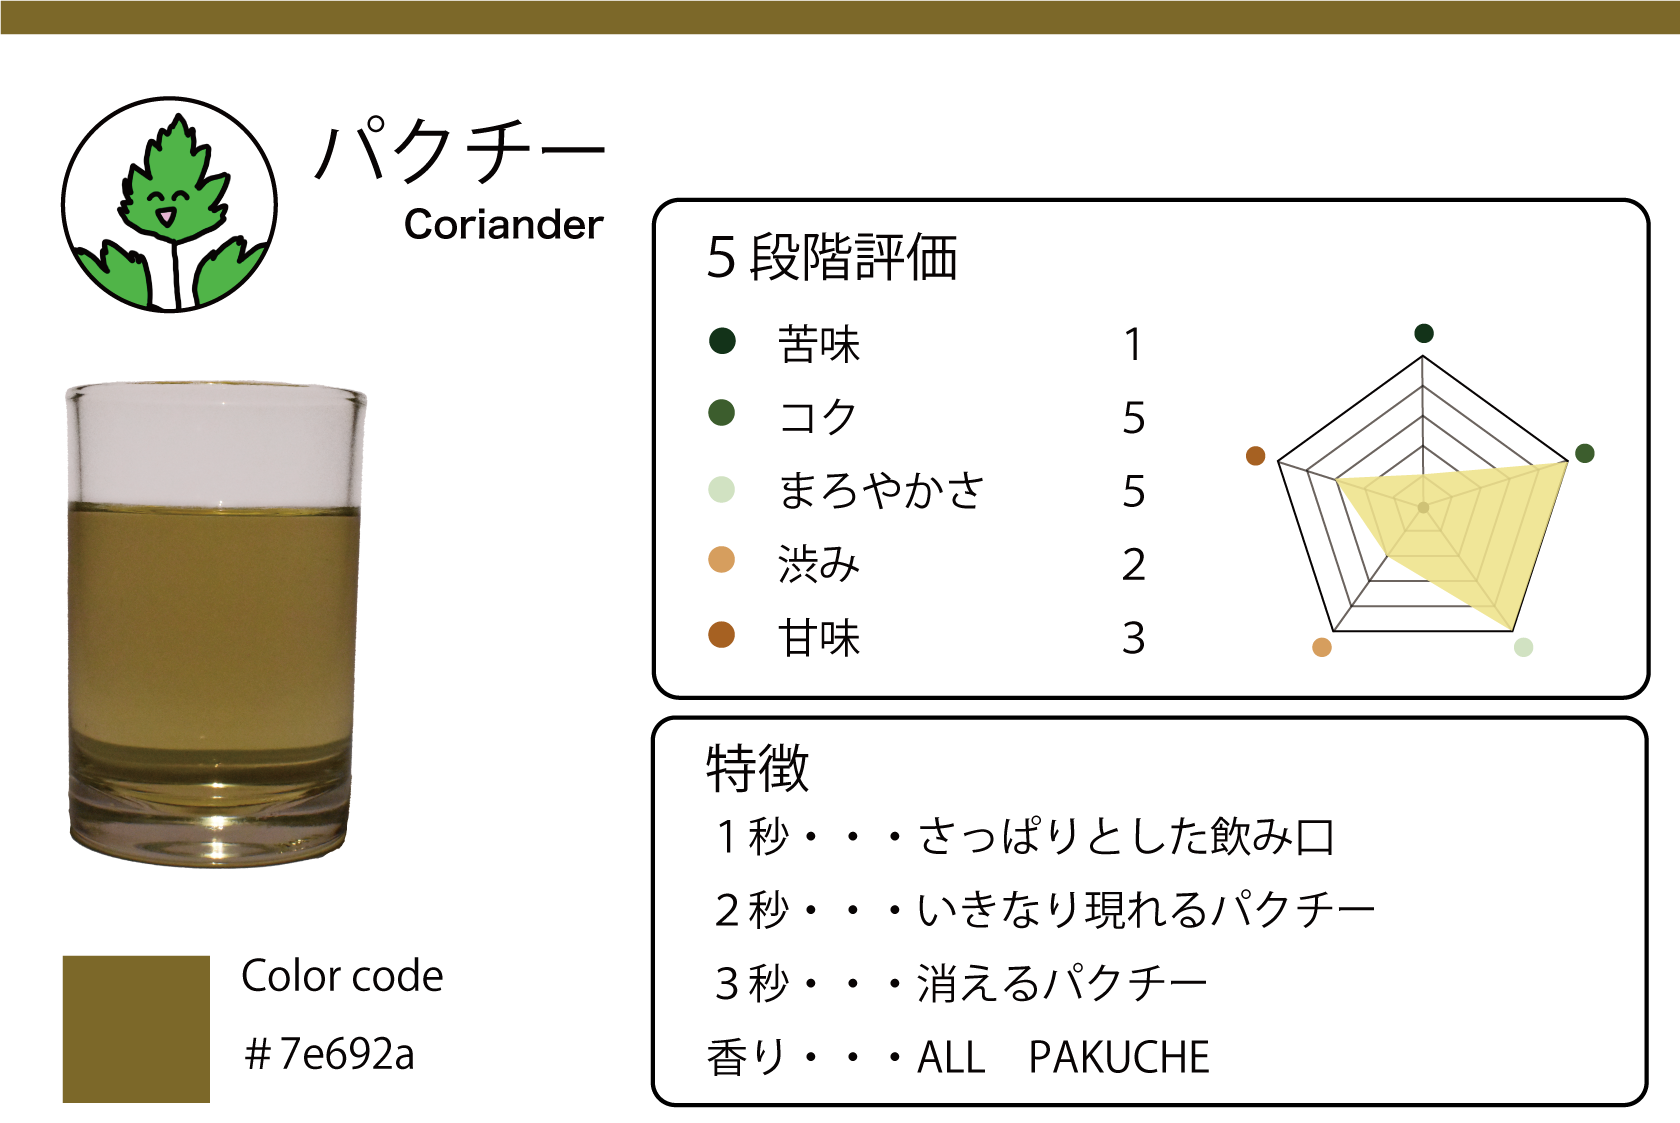 パクチー
Coriander
５段階評価
苦味 1
コク 5
まろやかさ 5
渋み 2
甘味 3
特徴
１秒・・・さっぱりとした飲み口
２秒・・・いきなり現れるパクチー
３秒・・・消えるパクチー
香り・・・ALL　PAKUCHE
Color code
＃7e692a